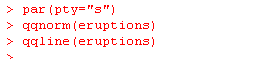 > par(pty="s")
> qqnorm(eruptions)
> qqline(eruptions)
>